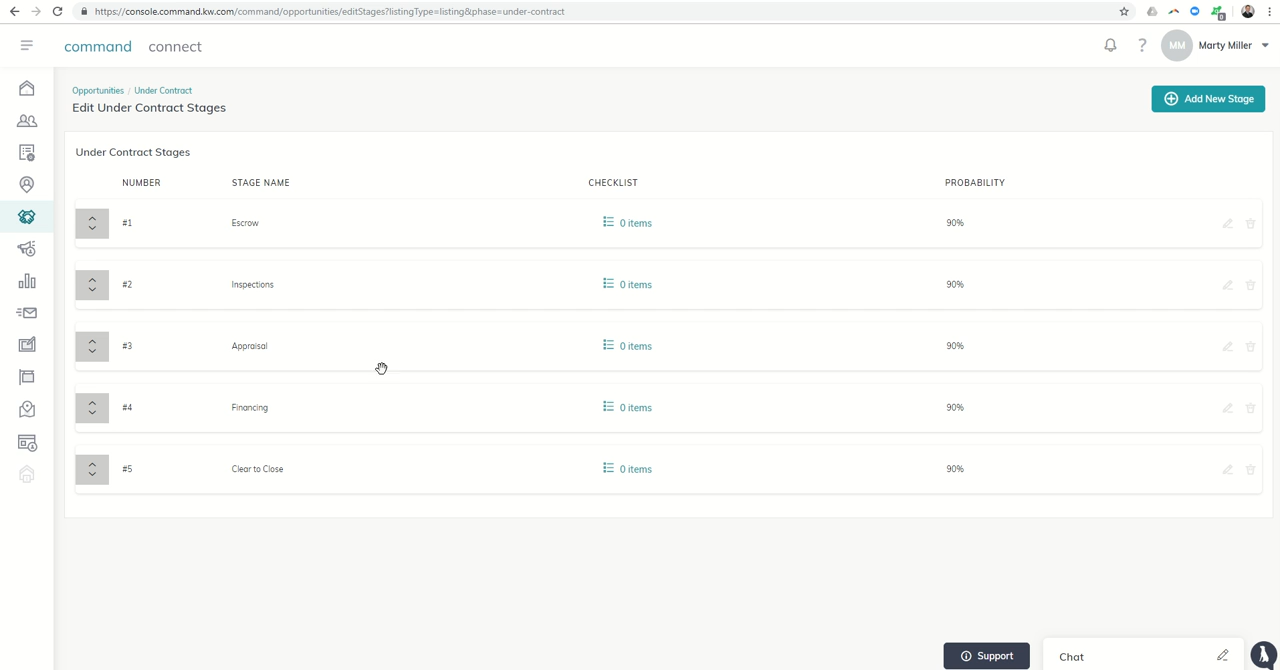 https://console.command.kw.com/command/opportunities/editStages?listingType=listing&phase=under-contract
0
command connect
? MM Marty Miller
Opportunities / Under Contract
Edit Under Contract Stages
Add New Stage
Under Contract Stages
NUMBER STAGE NAME CHECKLIST PROBABILITY
#1 Escrow 0 items 90%
#2 Inspections 0 items 90%
#3 Appraisal 0 items 90%
#4 Financing 0 items 90%
#5 Clear to Close 0 items 90%
Support
Chat